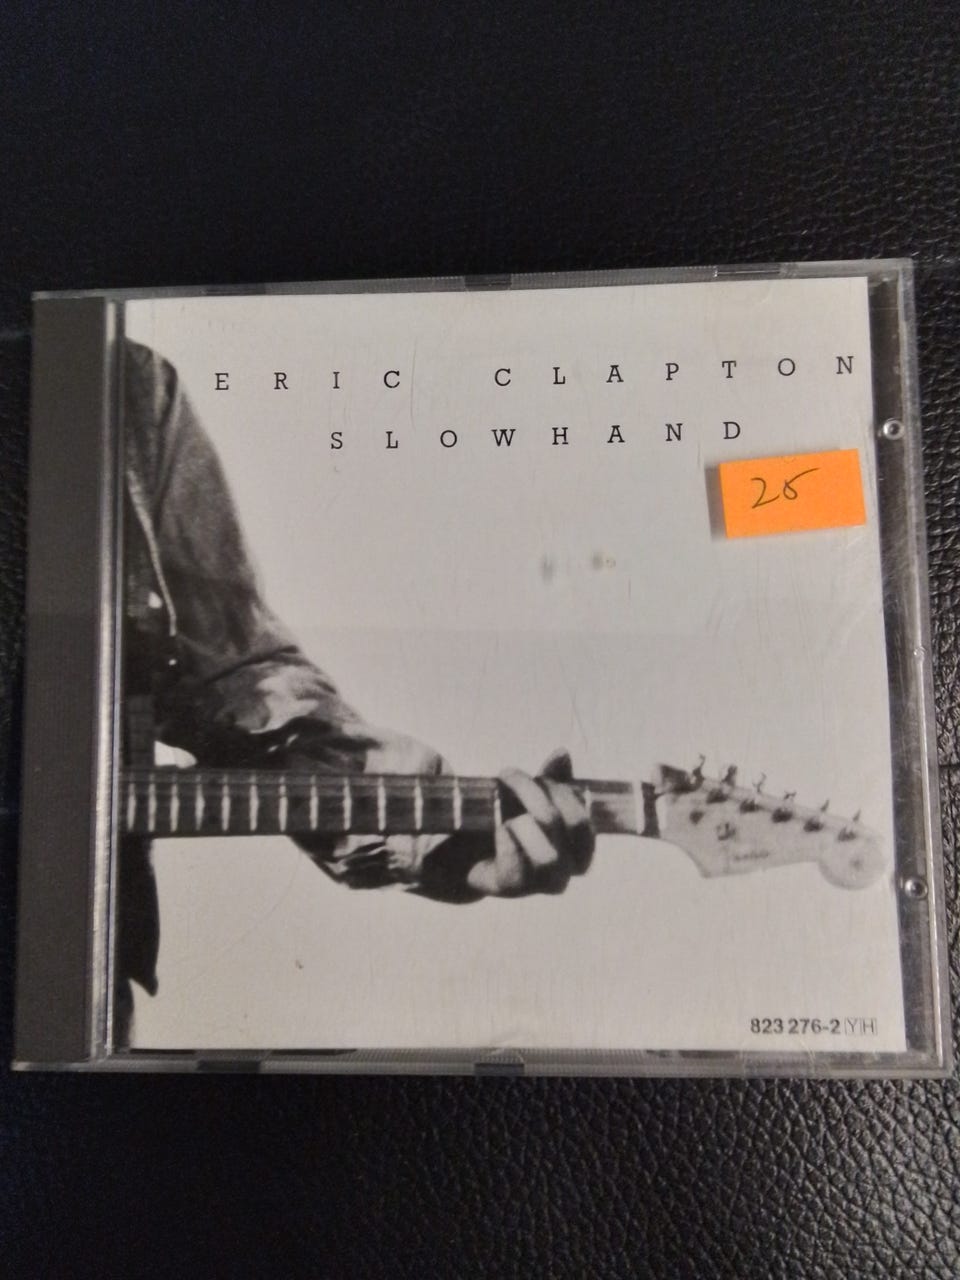 ERIC CLAPTON
SLOWHAND
25
823 276-2 YH